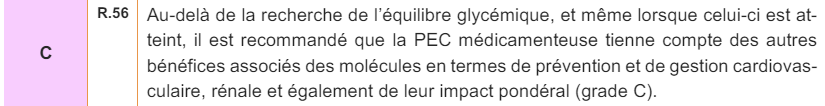 C
R.56
Au-delà de la recherche de l'équilibre glycémique, et même lorsque celui-ci est at-
teint, il est recommandé que la PEC médicamenteuse tienne compte des autres
bénéfices associés des molécules en termes de prévention et de gestion cardiovas-
culaire, rénale et également de leur impact pondéral (grade C).